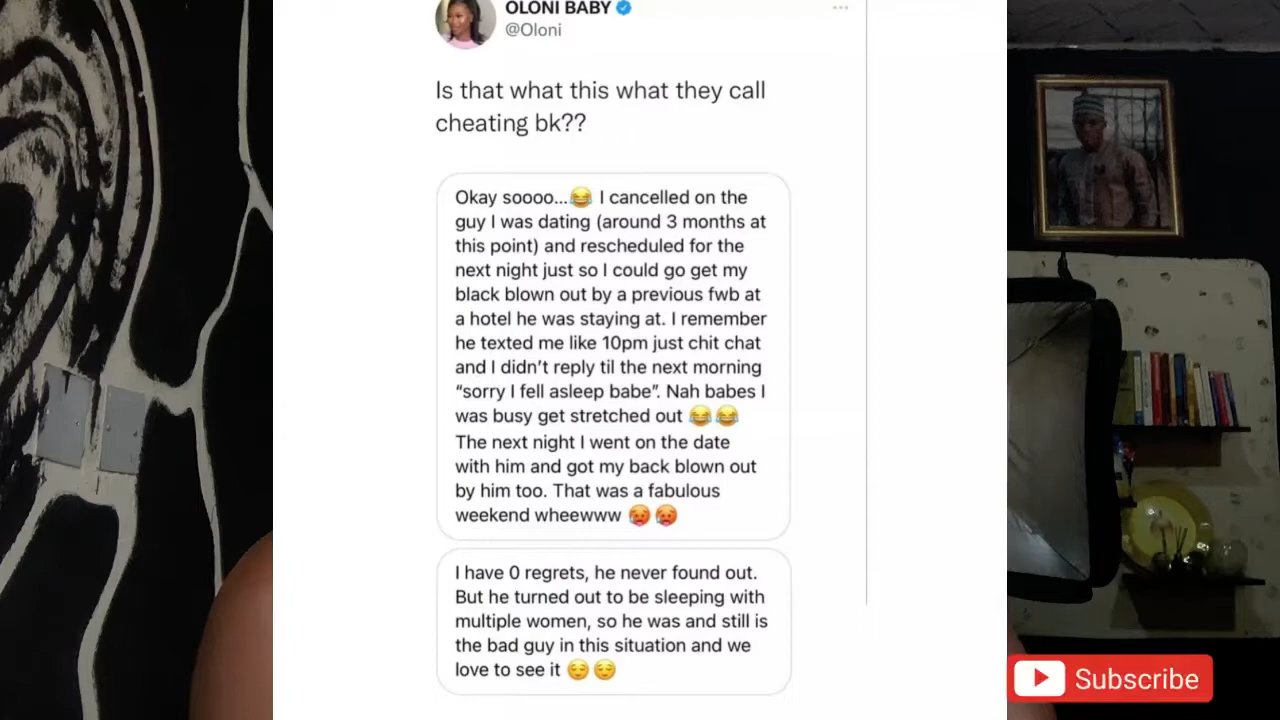 OLONI BABY
@Oloni
Is that what this what they call
cheating bk??
Okay soooo...😂 I cancelled on the
guy I was dating (around 3 months at
this point) and rescheduled for the
next night just so I could go get my
black blown out by a previous fwb at
a hotel he was staying at. I remember
he texted me like 10pm just chit chat
and I didn’t reply til the next morning
“sorry I fell asleep babe”. Nah babes I
was busy get stretched out 😂😂
The next night I went on the date
with him and got my back blown out
by him too. That was a fabulous
weekend wheewww 🥵🥵
I have 0 regrets, he never found out.
But he turned out to be sleeping with
multiple women, so he was and still is
the bad guy in this situation and we
love to see it 😌😌
Subscribe